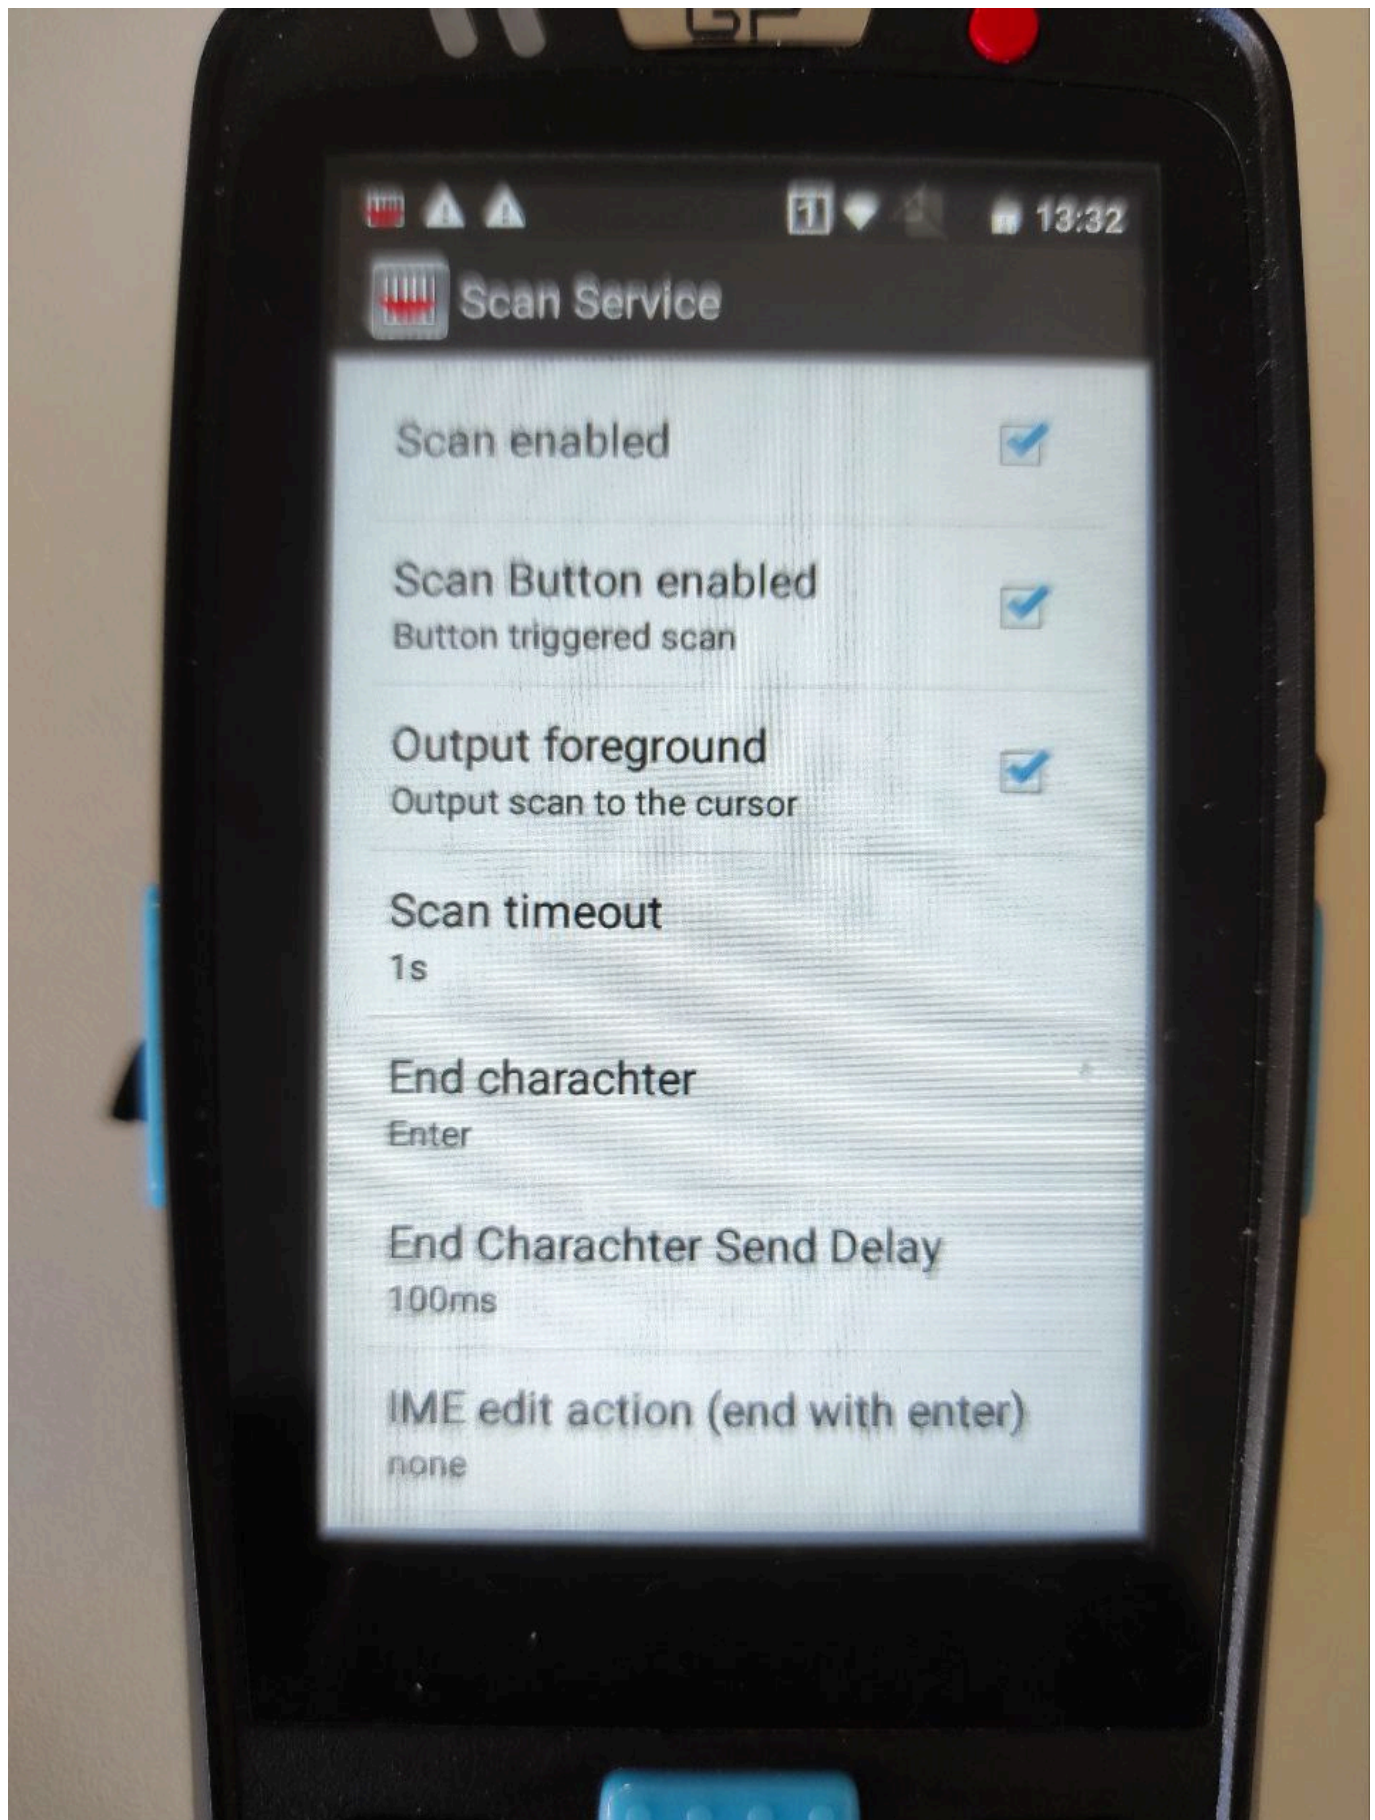 13:32
Scan Service
Scan enabled
Scan Button enabled
Button triggered scan
Output foreground
Output scan to the cursor
Scan timeout
1s
End charachter
Enter
End Charachter Send Delay
100ms
IME edit action (end with enter)
none